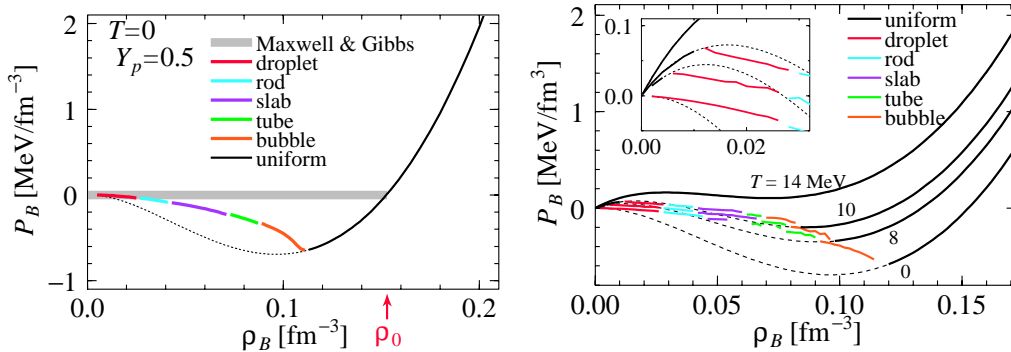 T=0
Y_p=0.5
Maxwell & Gibbs
droplet
rod
slab
tube
bubble
uniform
2
1
0
−1
P_B [MeV/fm⁻³]
0.0
0.1
0.2
ρ_B [fm⁻³]
ρ_0
uniform
droplet
rod
slab
tube
bubble
0.1
0.0
0.00
0.02
T = 14 MeV
10
8
0
2
1
0
P_B [MeV/fm⁻³]
0.00
0.05
0.10
0.15
ρ_B [fm⁻³]